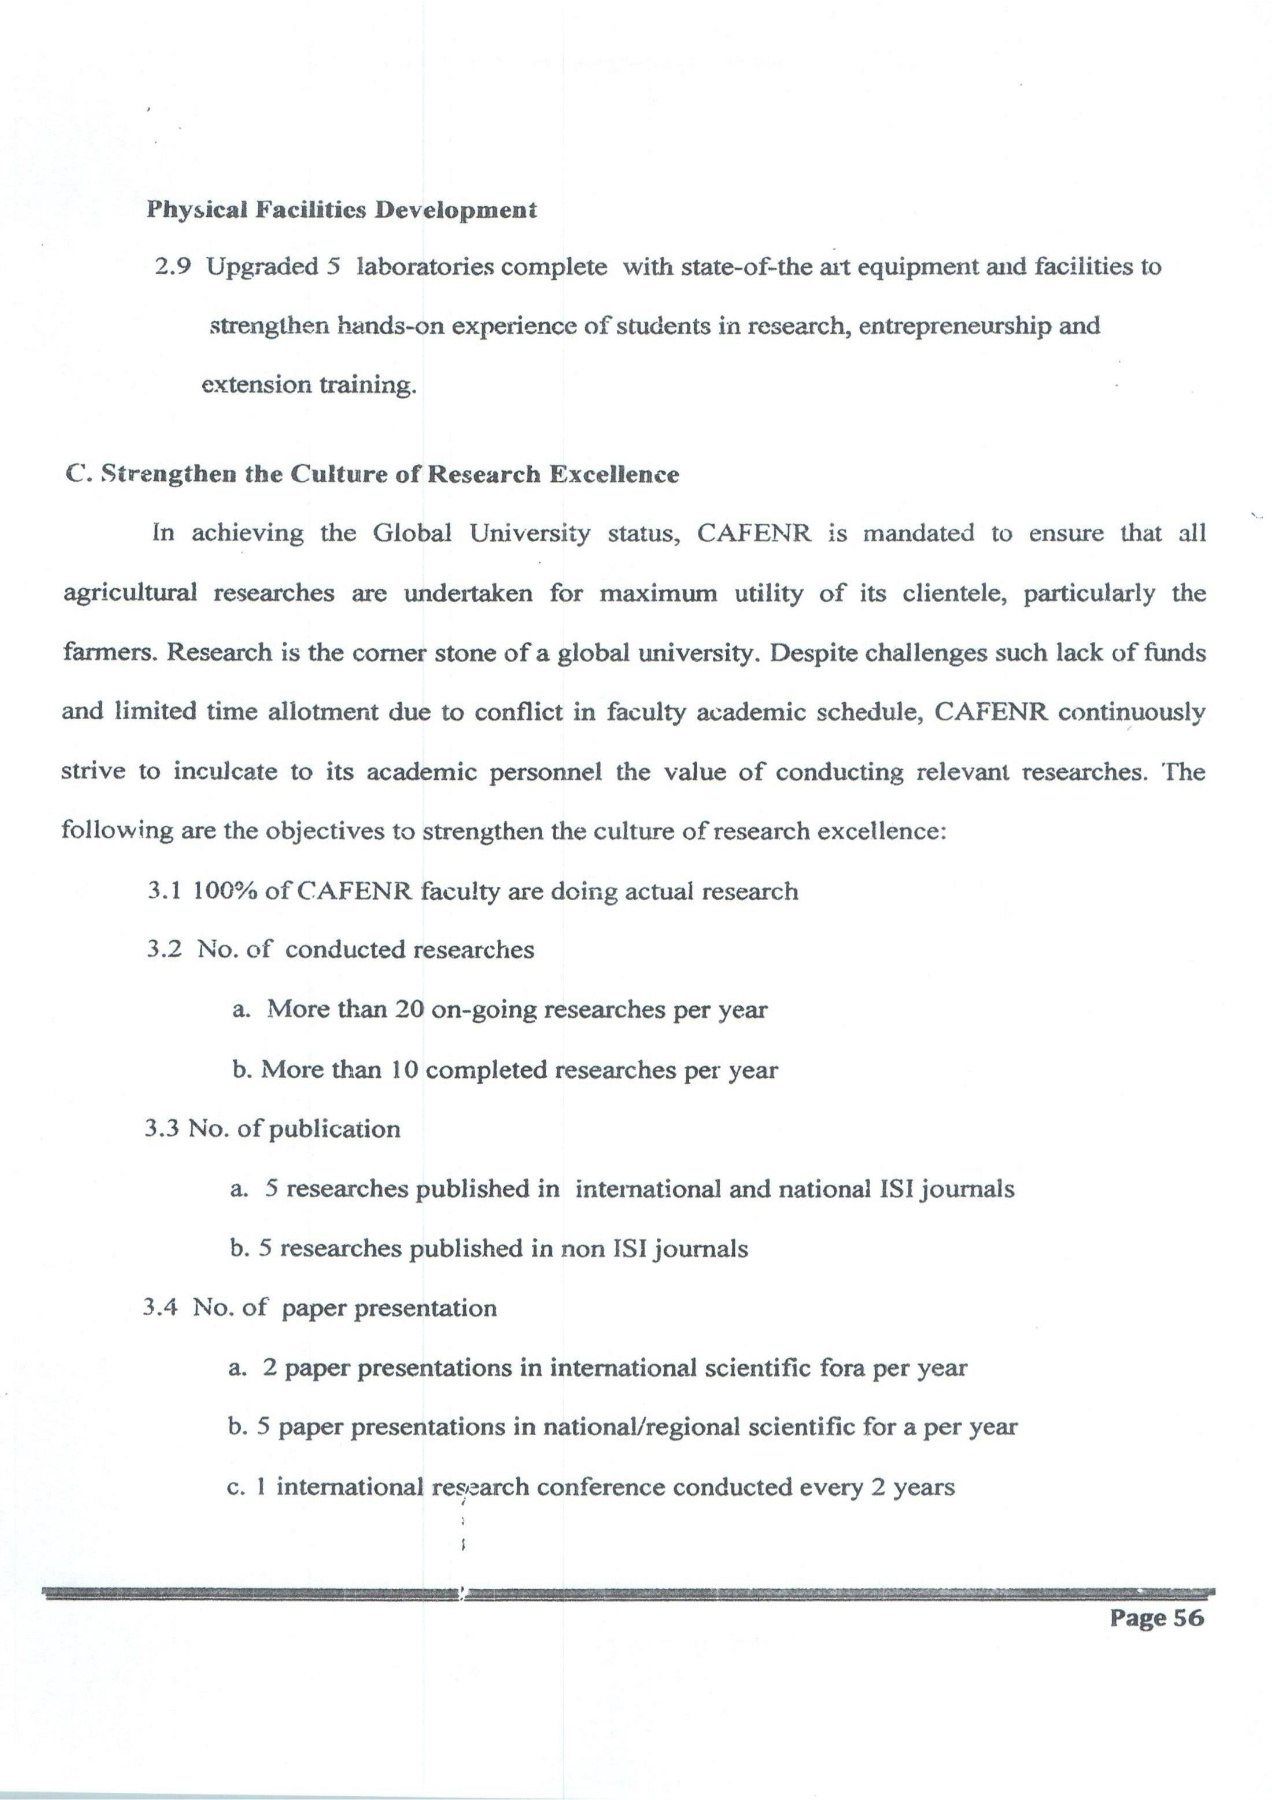 Physical Facilities Development
2.9 Upgraded 5 laboratories complete with state-of-the art equipment and facilities to
strengthen hands-on experience of students in research, entrepreneurship and
extension training.
C. Strengthen the Culture of Research Excellence
In achieving the Global University status, CAFENR is mandated to ensure that all
agricultural researches are undertaken for maximum utility of its clientele, particularly the
farmers. Research is the corner stone of a global university. Despite challenges such lack of funds
and limited time allotment due to conflict in faculty academic schedule, CAFENR continuously
strive to inculcate to its academic personnel the value of conducting relevant researches. The
following are the objectives to strengthen the culture of research excellence:
3.1 100% of CAFENR faculty are doing actual research
3.2 No. of conducted researches
a. More than 20 on-going researches per year
b. More than 10 completed researches per year
3.3 No. of publication
a. 5 researches published in international and national ISI journals
b. 5 researches published in non ISI journals
3.4 No. of paper presentation
a. 2 paper presentations in international scientific fora per year
b. 5 paper presentations in national/regional scientific for a per year
c. 1 international research conference conducted every 2 years
Page 56